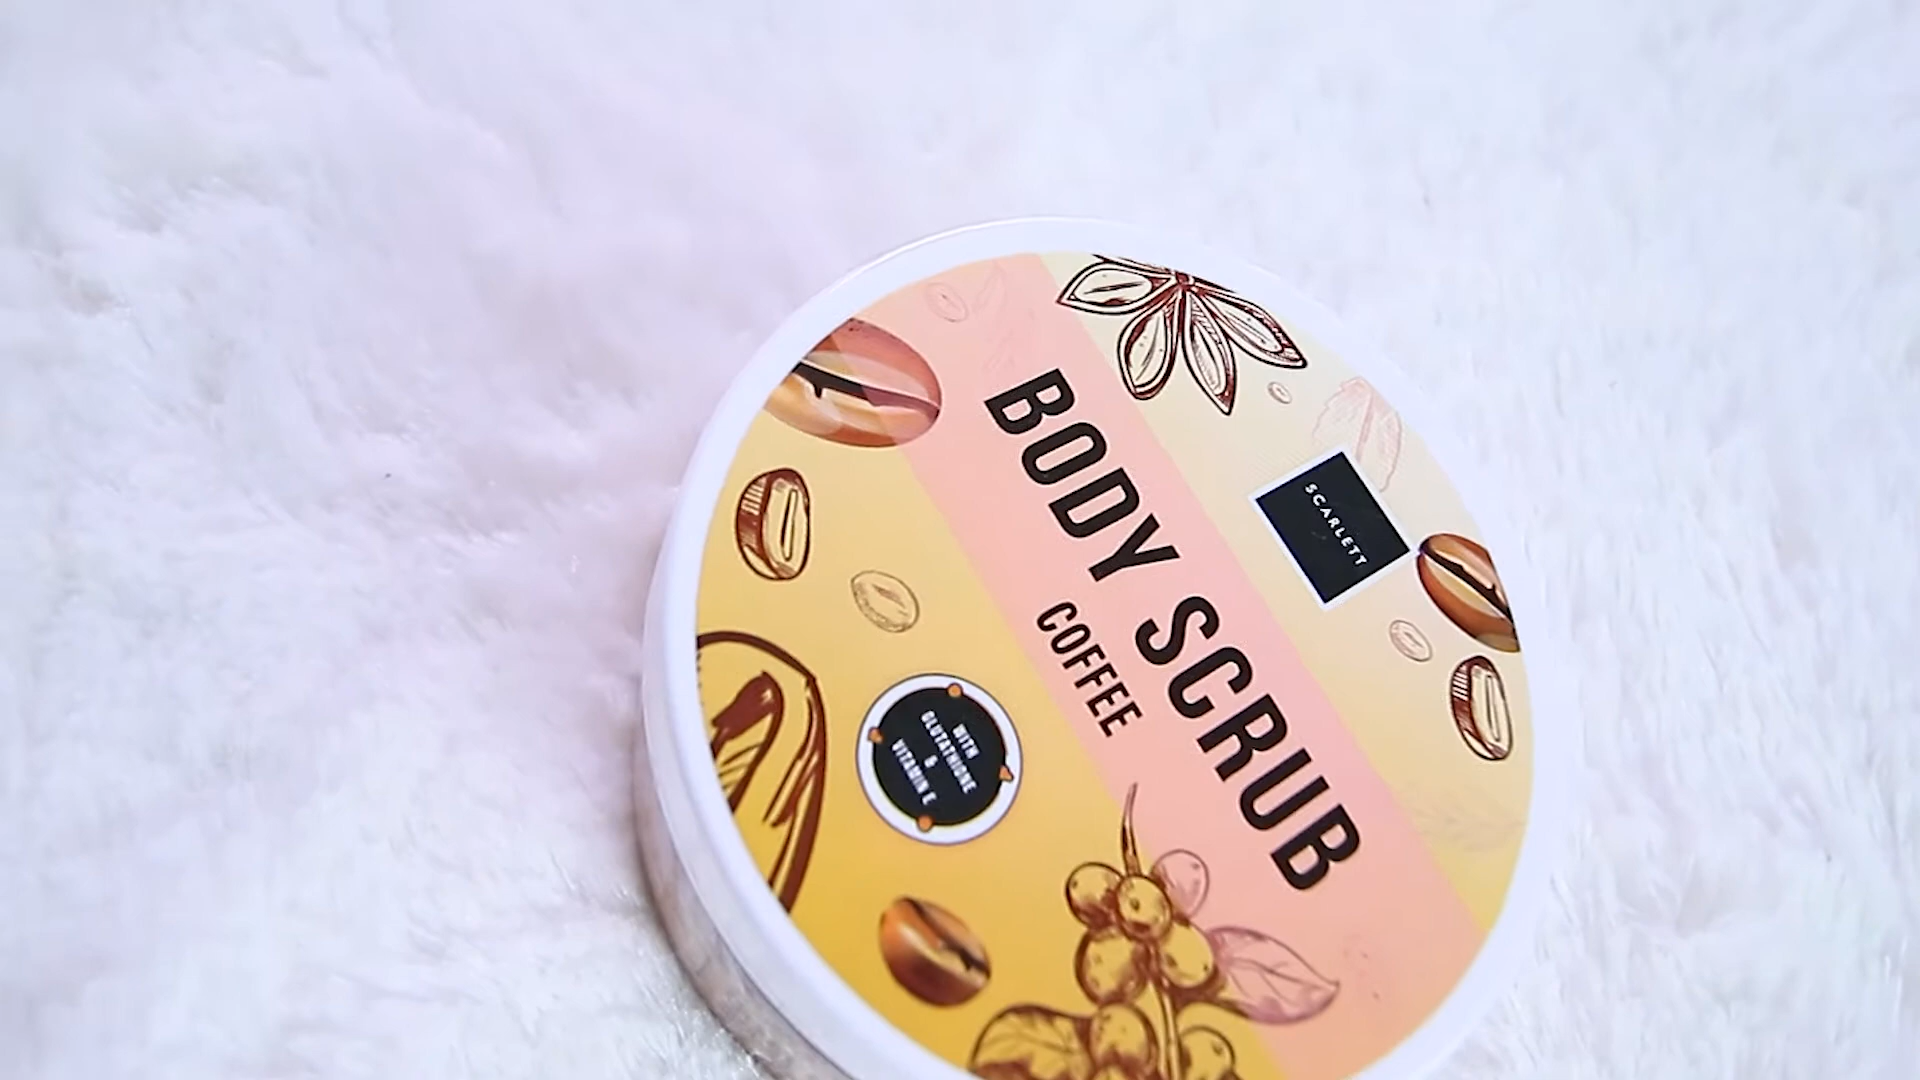 SCARLETT
BODY SCRUB
COFFEE
WITH
GLUTATHIONE
&
VITAMIN E